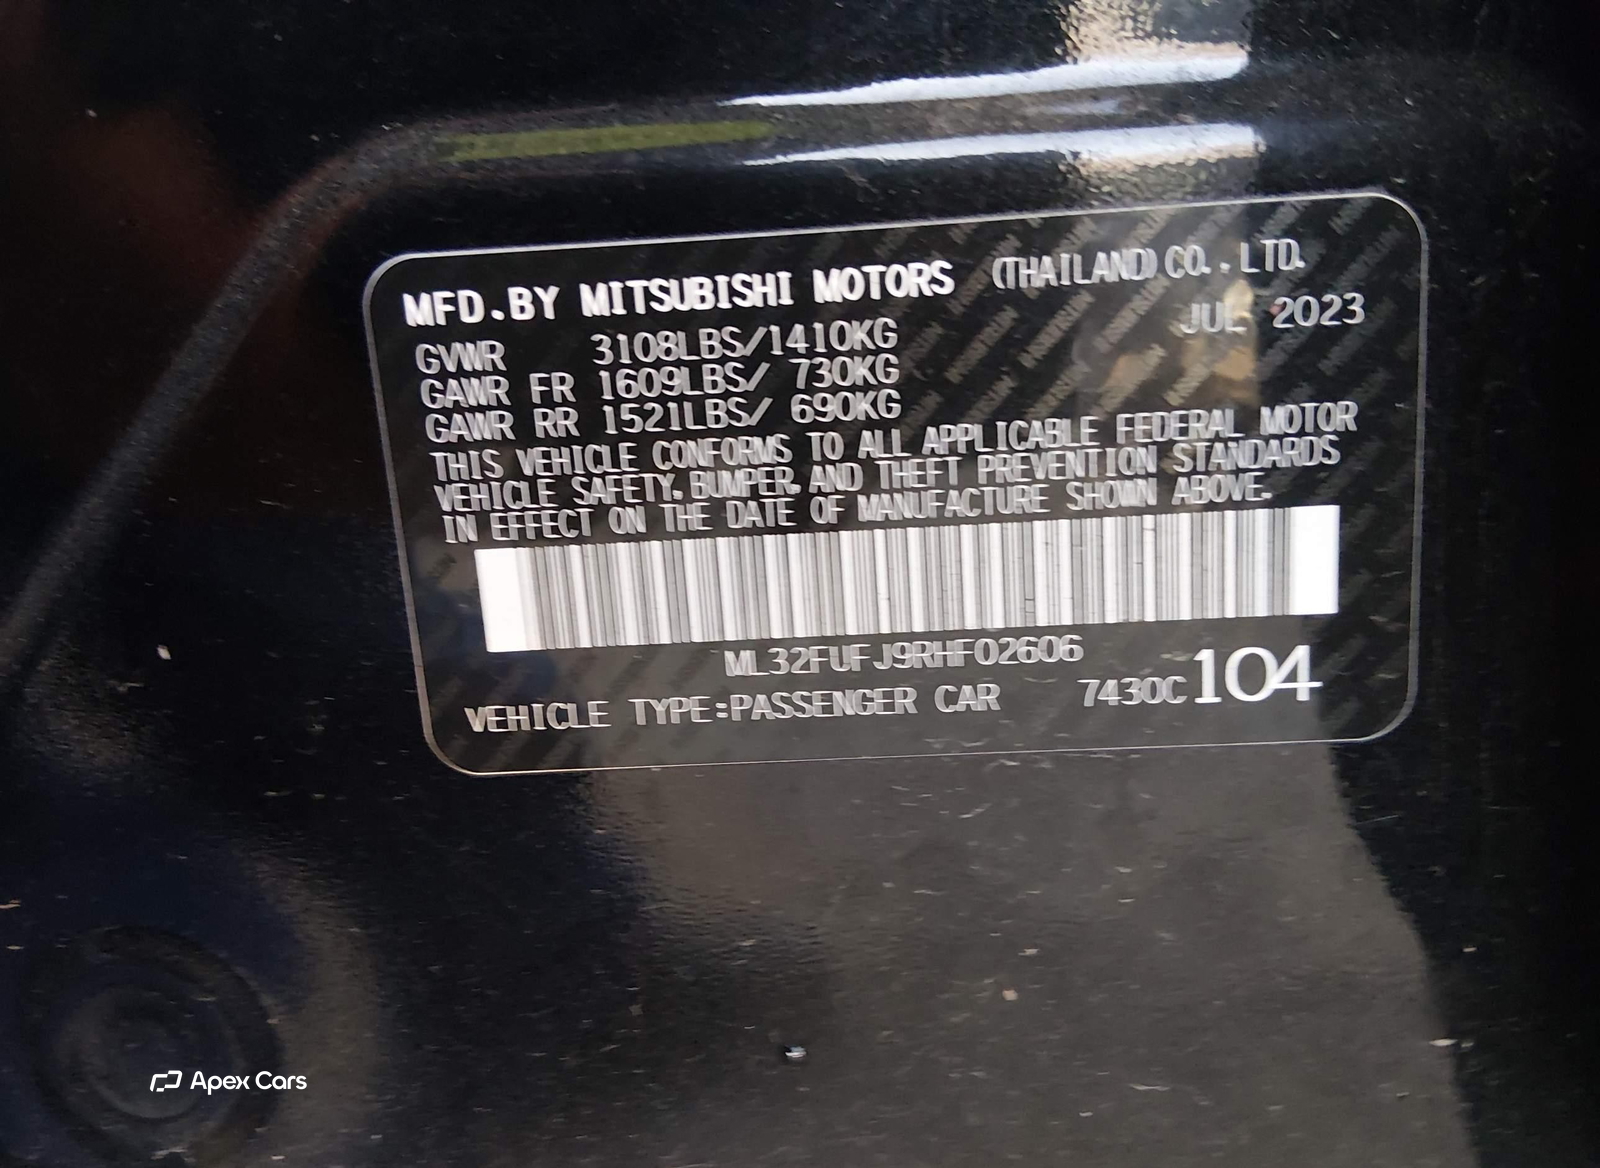 MFD.BY MITSUBISHI MOTORS (THAILAND) CO., LTD.
JUL 2023
GVWR 3108LBS/1410KG
GAWR FR 1609LBS/ 730KG
GAWR RR 1521LBS/ 690KG
THIS VEHICLE CONFORMS TO ALL APPLICABLE FEDERAL MOTOR
VEHICLE SAFETY, BUMPER, AND THEFT PREVENTION STANDARDS
IN EFFECT ON THE DATE OF MANUFACTURE SHOWN ABOVE.
ML32FUFJ9RHF02606
VEHICLE TYPE:PASSENGER CAR 7430C104
Apex Cars